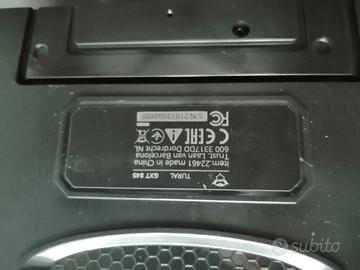 TURAL GXT 845
Item.22461 made in China
Trust. Laan van Barcelona
600 3317DD Dordrecht NL
CE EAC
FC
subito